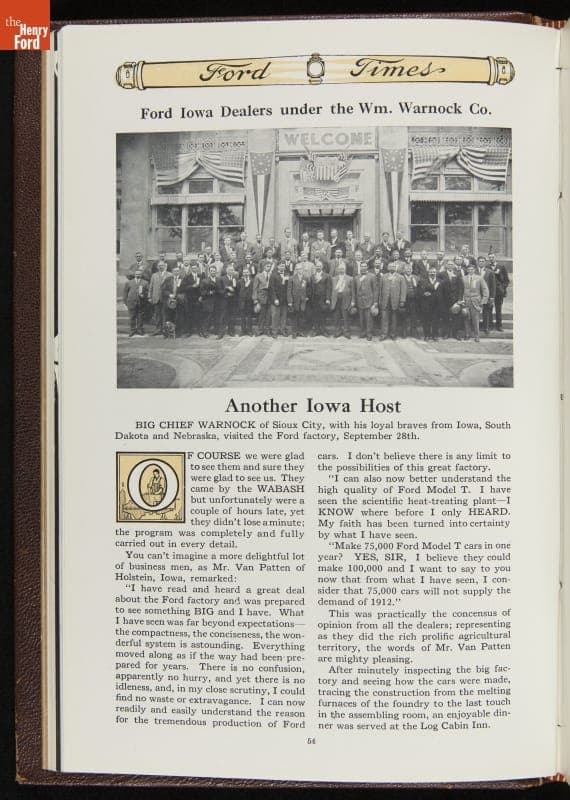 the
Henry
Ford
Ford Times
Ford Iowa Dealers under the Wm. Warnock Co.
WELCOME
Another Iowa Host
BIG CHIEF WARNOCK of Sioux City, with his loyal braves from Iowa, South
Dakota and Nebraska, visited the Ford factory, September 28th.
OF COURSE we were glad
to see them and sure they
were glad to see us. They
came by the WABASH
but unfortunately were a
couple of hours late, yet
they didn't lose a minute;
the program was completely and fully
carried out in every detail.
You can't imagine a more delightful lot
of business men, as Mr. Van Patten of
Holstein, Iowa, remarked:
"I have read and heard a great deal
about the Ford factory and was prepared
to see something BIG and I have. What
I have seen was far beyond expectations—
the compactness, the conciseness, the won-
derful system is astounding. Everything
moved along as if the way had been pre-
pared for years. There is no confusion,
apparently no hurry, and yet there is no
idleness, and, in my close scrutiny, I could
find no waste or extravagance. I can now
readily and easily understand the reason
for the tremendous production of Ford
cars. I don't believe there is any limit to
the possibilities of this great factory.
"I can also now better understand the
high quality of Ford Model T. I have
seen the scientific heat-treating plant—I
KNOW where before I only HEARD.
My faith has been turned into certainty
by what I have seen.
"Make 75,000 Ford Model T cars in one
year? YES, SIR, I believe they could
make 100,000 and I want to say to you
now that from what I have seen, I con-
sider that 75,000 cars will not supply the
demand of 1912."
This was practically the consensus of
opinion from all the dealers; representing
as they did the rich prolific agricultural
territory, the words of Mr. Van Patten
are mighty pleasing.
After minutely inspecting the big fac-
tory and seeing how the cars were made,
tracing the construction from the melting
furnaces of the foundry to the last touch
in the assembling room, an enjoyable din-
ner was served at the Log Cabin Inn.
54